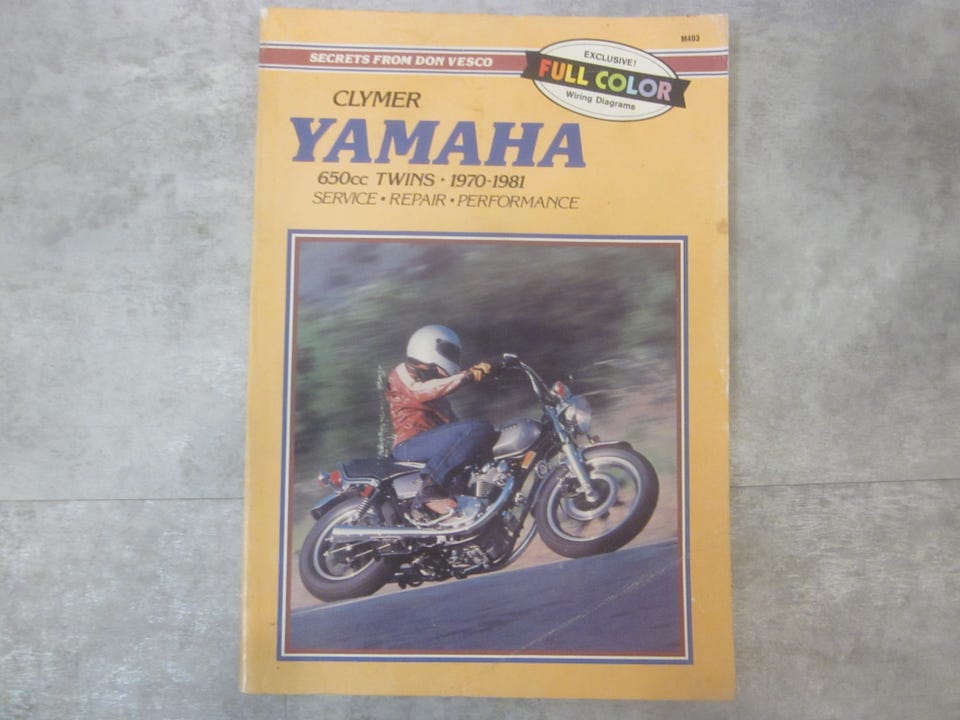 M403
SECRETS FROM DON VESCO
EXCLUSIVE!
FULL COLOR
Wiring Diagrams
CLYMER
YAMAHA
650cc TWINS · 1970-1981
SERVICE • REPAIR • PERFORMANCE